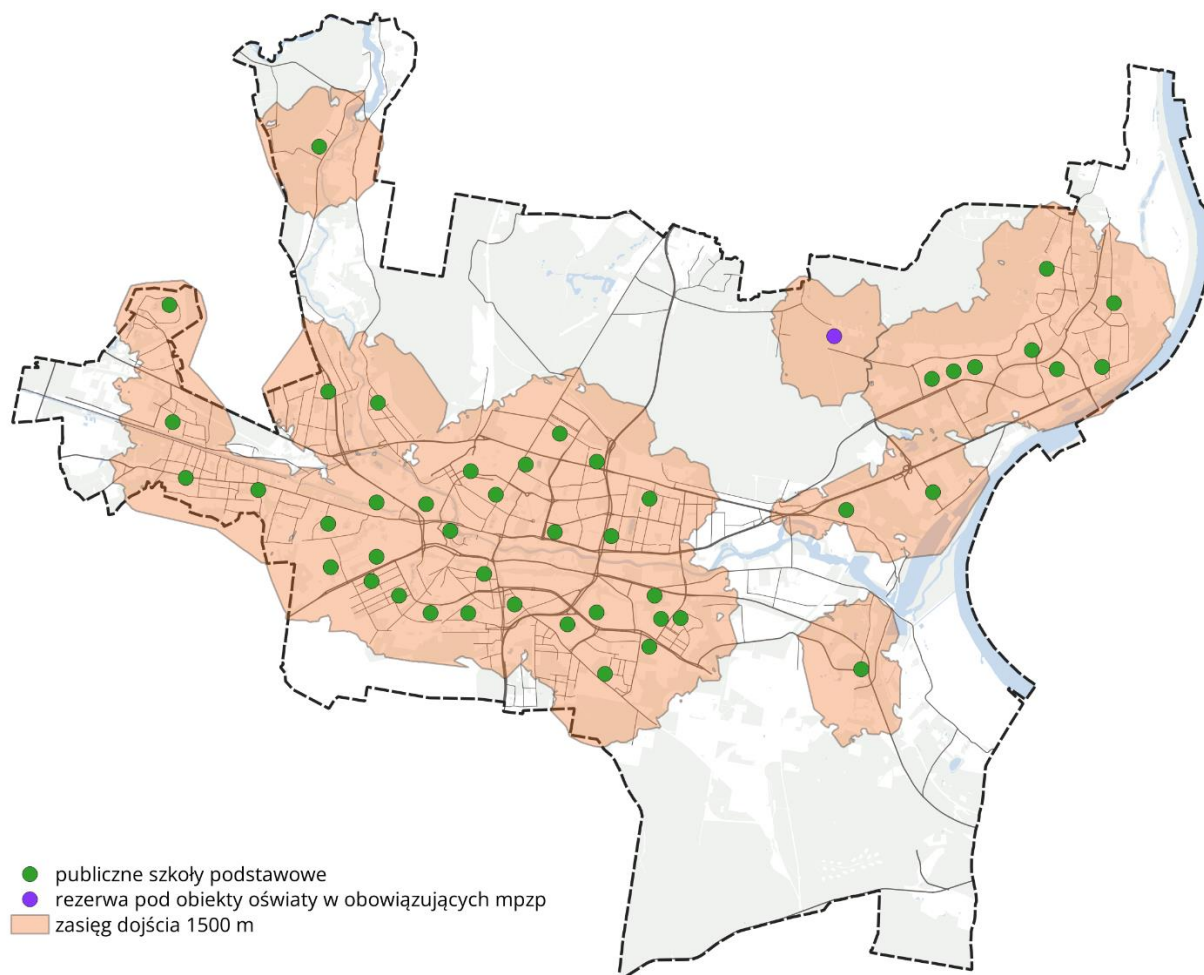 publiczne szkoły podstawowe
rezerwa pod obiekty oświaty w obowiązujących mpzp
zasięg dojścia 1500 m